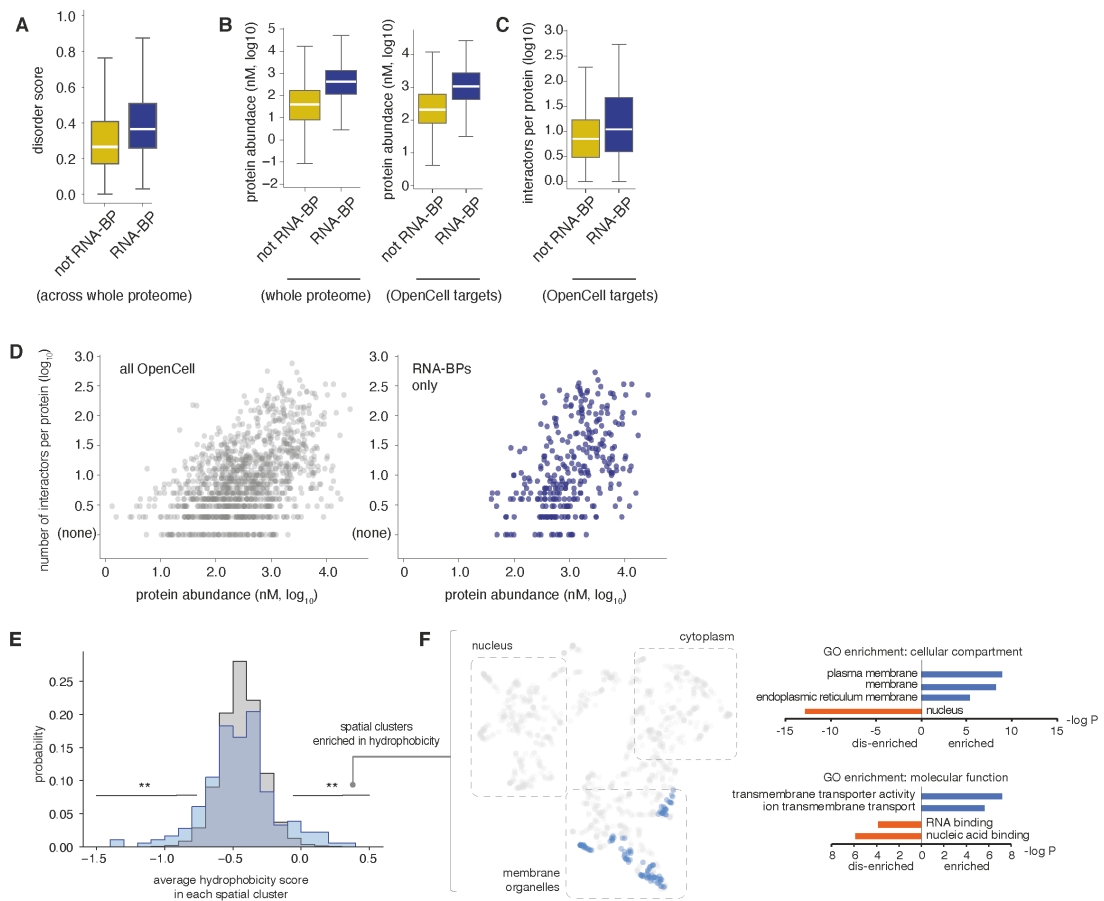 A
1.0
0.8
0.6
0.4
0.2
0.0
disorder score
not RNA-BP
RNA-BP
(across whole proteome)
B
5
4
3
2
1
0
−1
−2
protein abundace (nM, log10)
not RNA-BP
RNA-BP
(whole proteome)
4
3
2
1
0
protein abundance (nM, log10)
not RNA-BP
RNA-BP
(OpenCell targets)
C
3.0
2.5
2.0
1.5
1.0
0.5
0.0
interactors per protein (log10)
not RNA-BP
RNA-BP
(OpenCell targets)
D
number of interactors per protein (log10)
3.0
2.5
2.0
1.5
1.0
0.5
(none)
all OpenCell
0 1.0 2.0 3.0 4.0
protein abundance (nM, log10)
3.0
2.5
2.0
1.5
1.0
0.5
(none)
RNA-BPs
only
0 1.0 2.0 3.0 4.0
protein abundance (nM, log10)
E
probability
0.25
0.20
0.15
0.10
0.05
0.00
** **
-1.5 -1.0 -0.5 0.0 0.5
average hydrophobicity score
in each spatial cluster
spatial clusters
enriched in hydrophobicity
F
nucleus
cytoplasm
membrane
organelles
GO enrichment: cellular compartment
plasma membrane
membrane
endoplasmic reticulum membrane
nucleus
-15 -10 -5 0 5 10 15 -log P
dis-enriched enriched
GO enrichment: molecular function
transmembrane transporter activity
ion transmembrane transport
RNA binding
nucleic acid binding
8 6 4 2 0 2 4 6 8 -log P
dis-enriched enriched